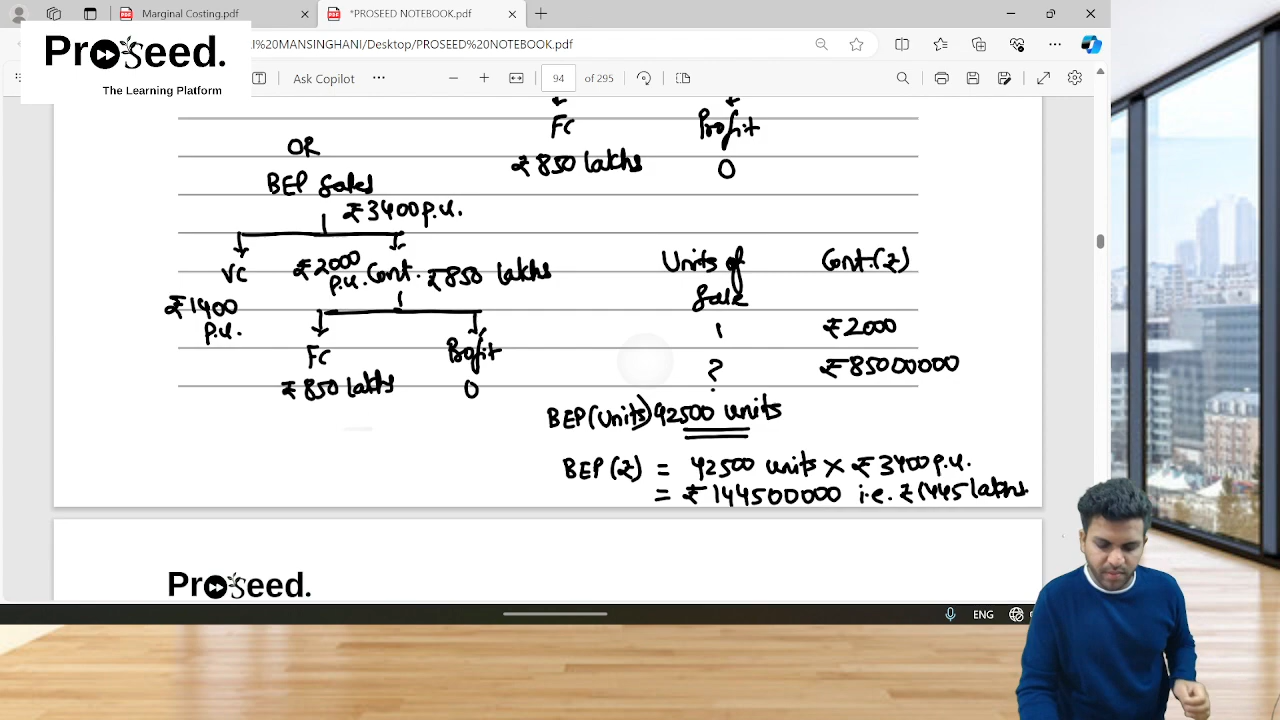 Marginal Costing.pdf
*PROSEED NOTEBOOK.pdf
Proseed.
The Learning Platform
I%20MANSINGHANI/Desktop/PROSEED%20NOTEBOOK.pdf
Ask Copilot
94 of 295
FC
Profit
₹850 lakhs
0
OR
BEP Sales
₹3400 p.u.
VC
₹2000 p.u.
Cont.
₹850 lakhs
₹1400 p.u.
FC
Profit
₹850 lakhs
0
Units of Sale
Cont.(₹)
1
₹2000
?
₹85000000
BEP(Units) 42500 units
BEP (₹) = 42500 units × ₹3400 p.u.
= ₹144500000 i.e. ₹1445 lakhs
Proseed.
ENG